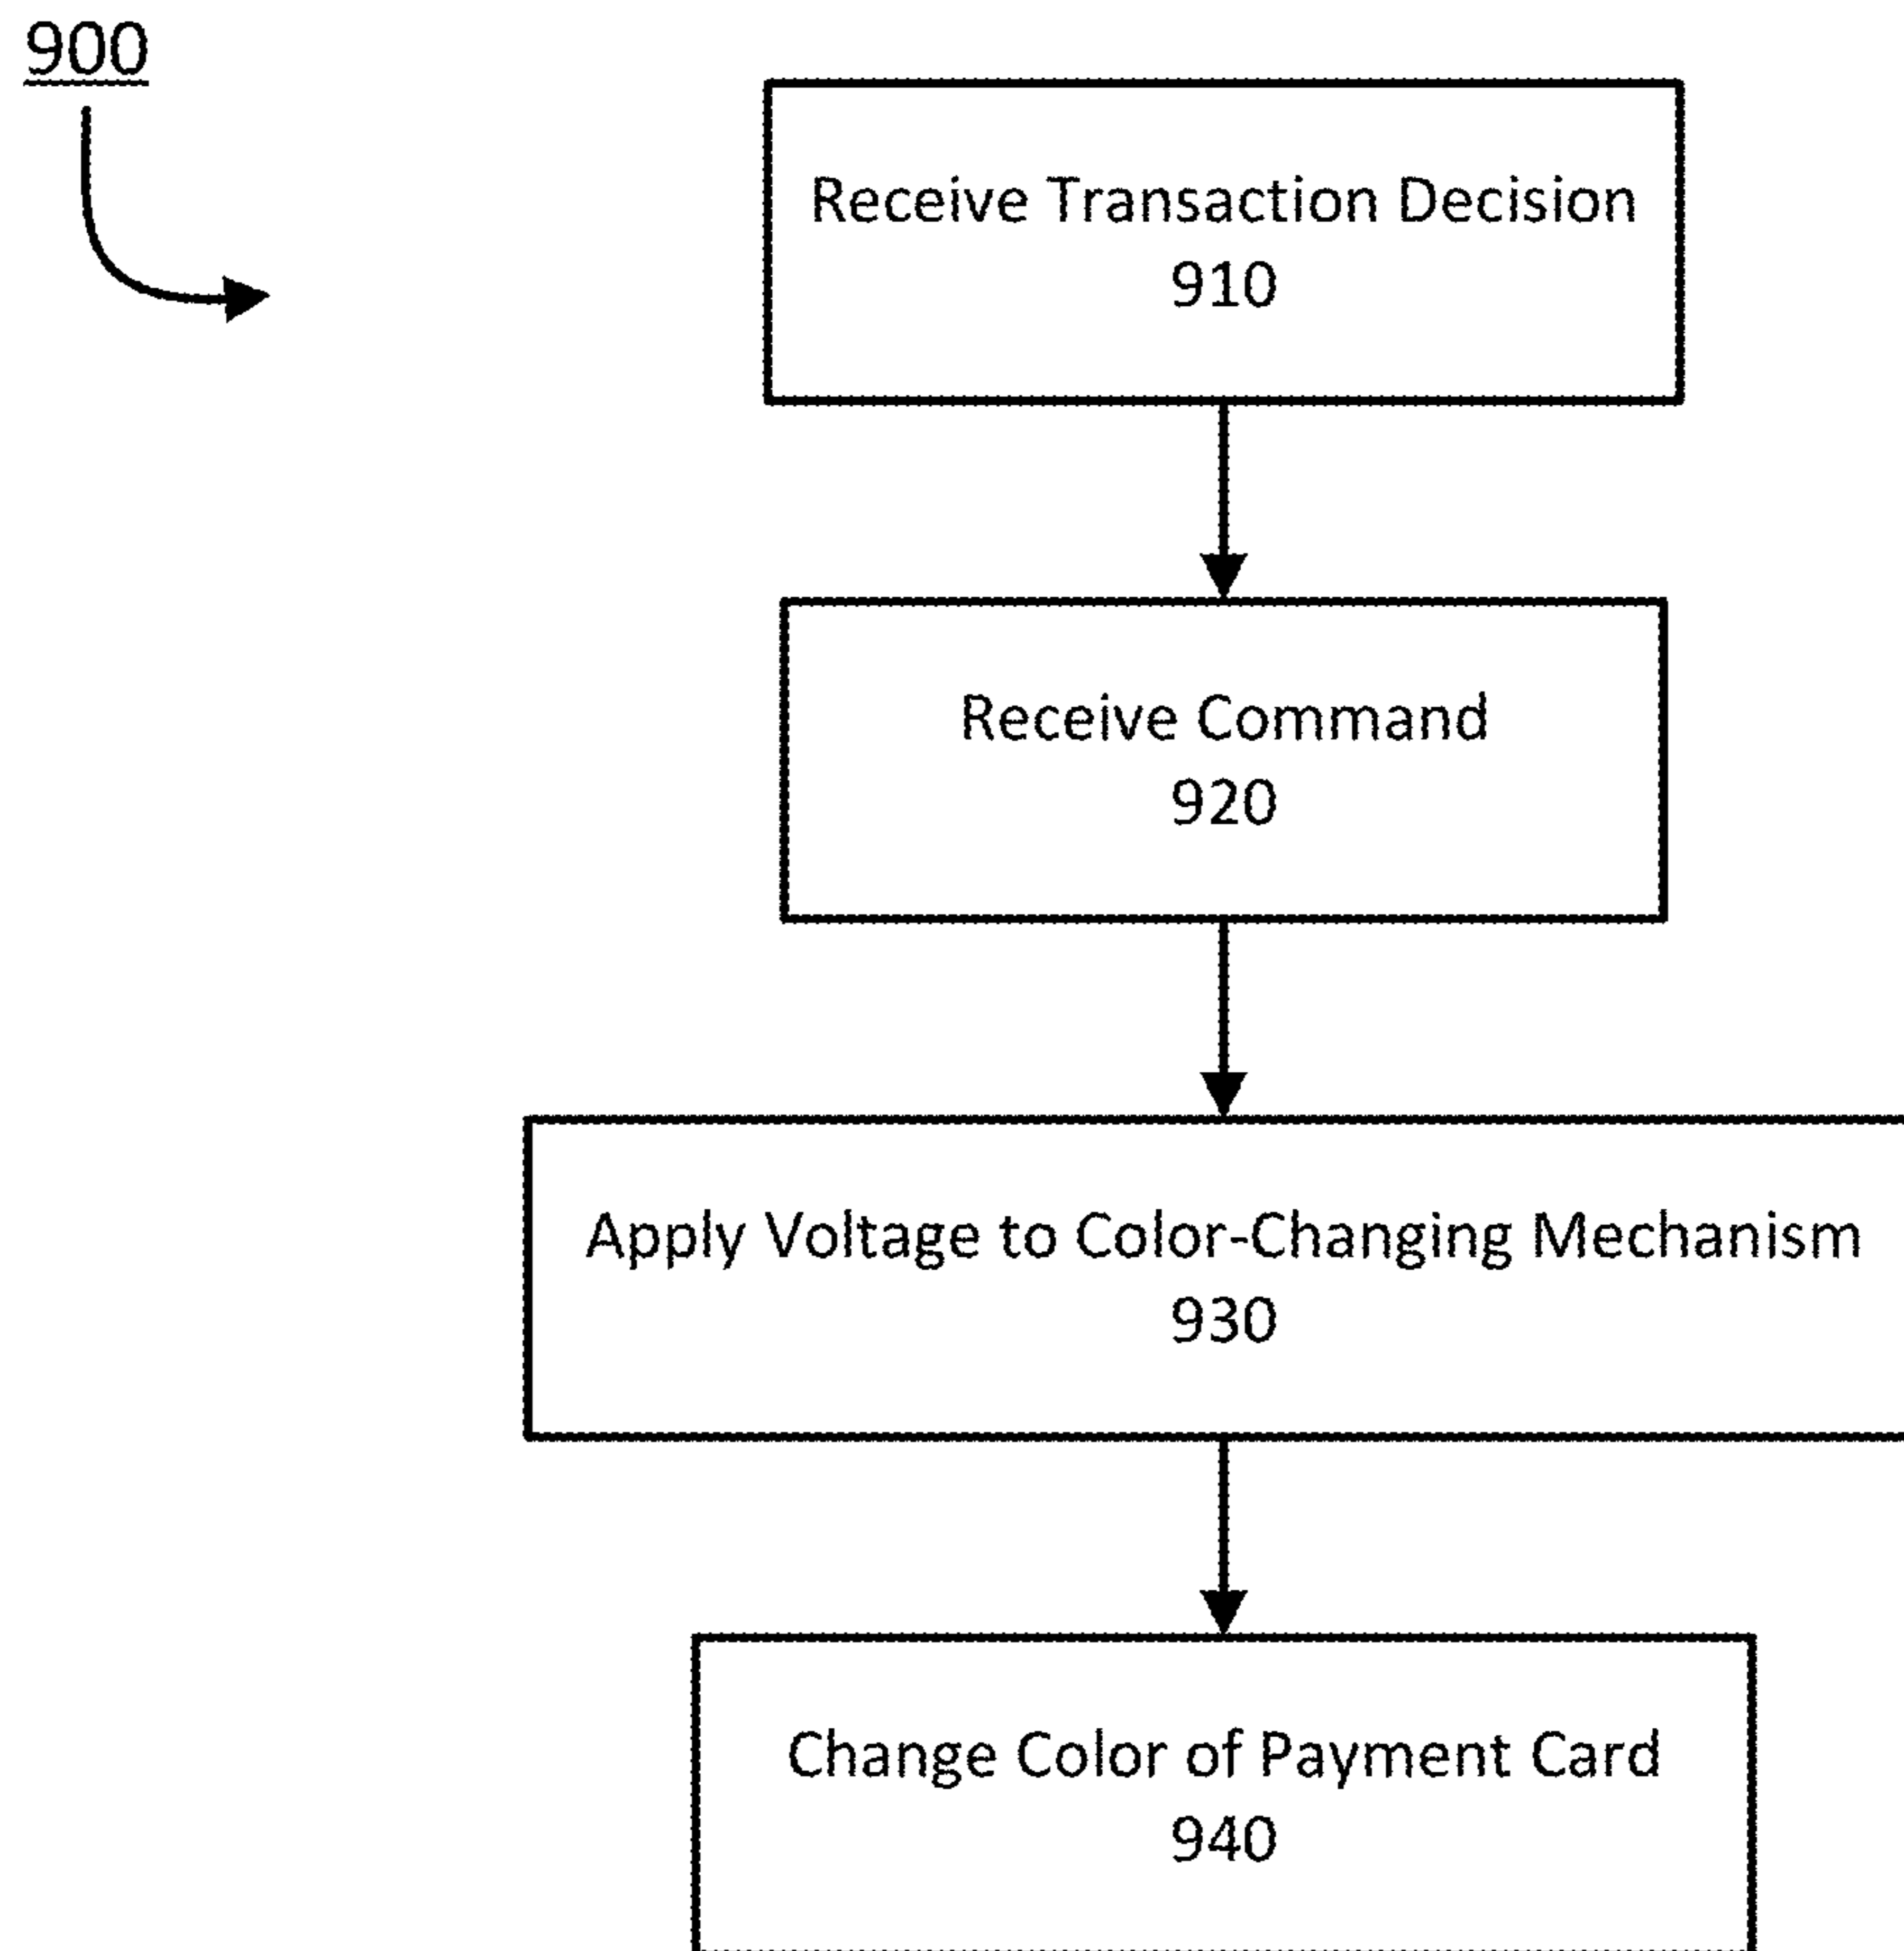 900
Receive Transaction Decision
910
Receive Command
920
Apply Voltage to Color-Changing Mechanism
930
Change Color of Payment Card
940